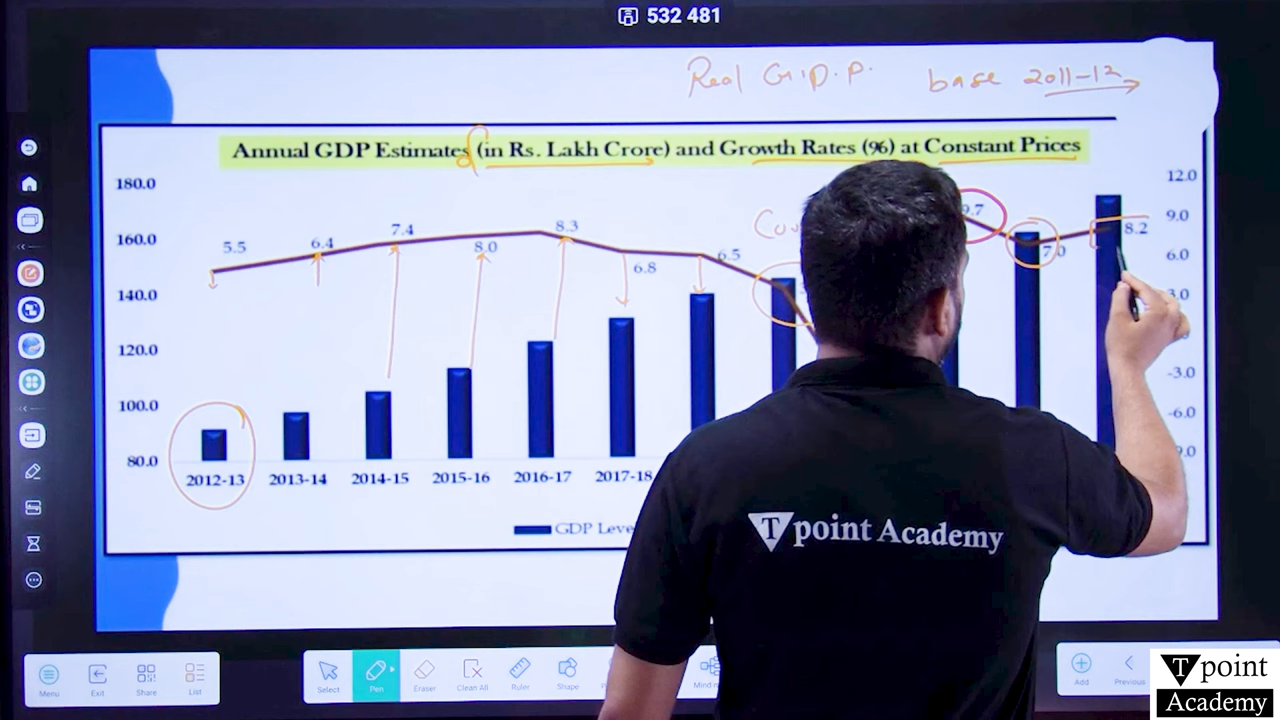 532 481
Real G.D.P. base 2011-12
Annual GDP Estimates (in Rs. Lakh Crore) and Growth Rates (%) at Constant Prices
180.0
160.0
140.0
120.0
100.0
80.0
12.0
9.0
6.0
3.0
-3.0
-6.0
5.5
6.4
7.4
8.0
8.3
6.8
6.5
9.7
7.0
8.2
2012-13 2013-14 2014-15 2015-16 2016-17 2017-18
GDP Leve
T point Academy
Menu Exit Share List
Select Pen Eraser Clean All Ruler Shape
Add Previous
T point
Academy